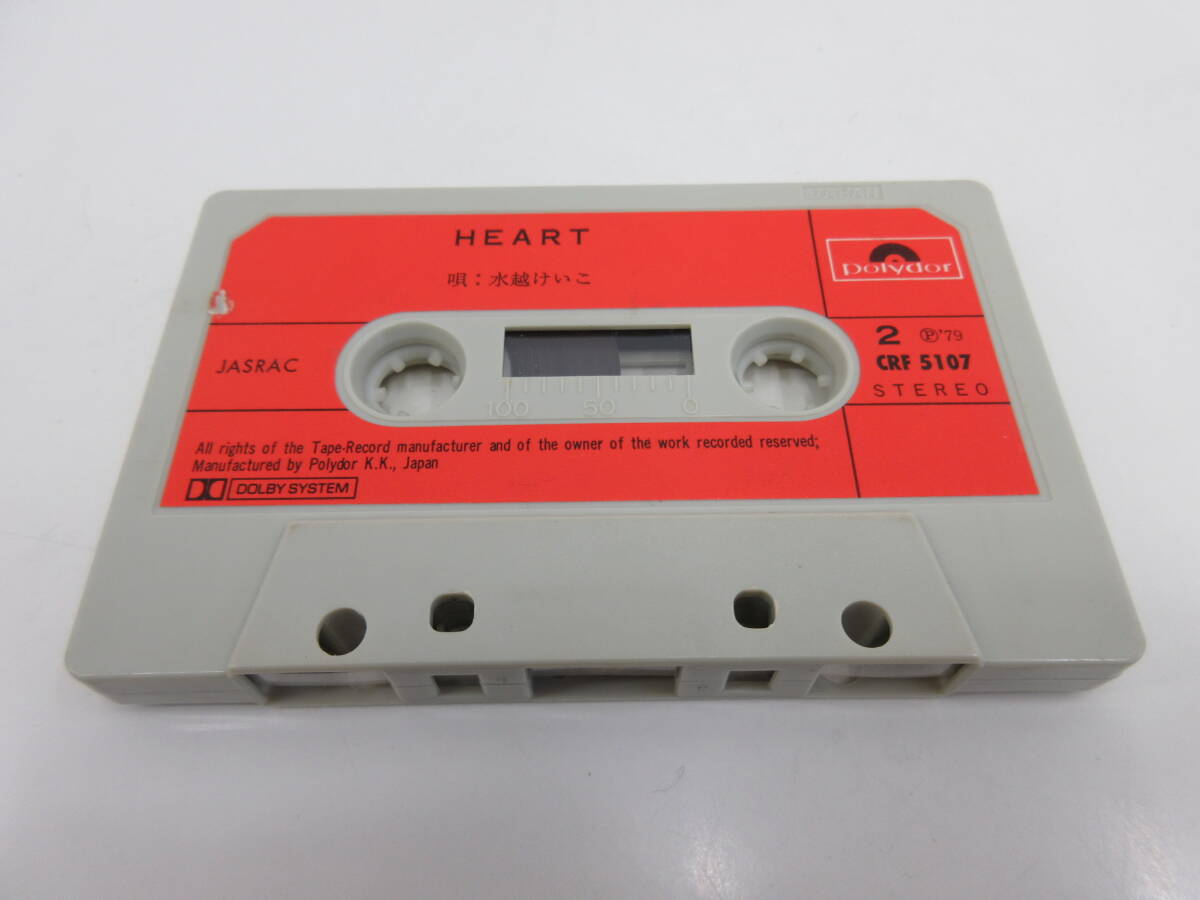 JAPAN
HEART
唄:水越けいこ
Polydor
JASRAC
2 Ⓟ'79
CRF 5107
STEREO
100 50 0
All rights of the Tape-Record manufacturer and of the owner of the work recorded reserved;
Manufactured by Polydor K.K., Japan
DOLBY SYSTEM